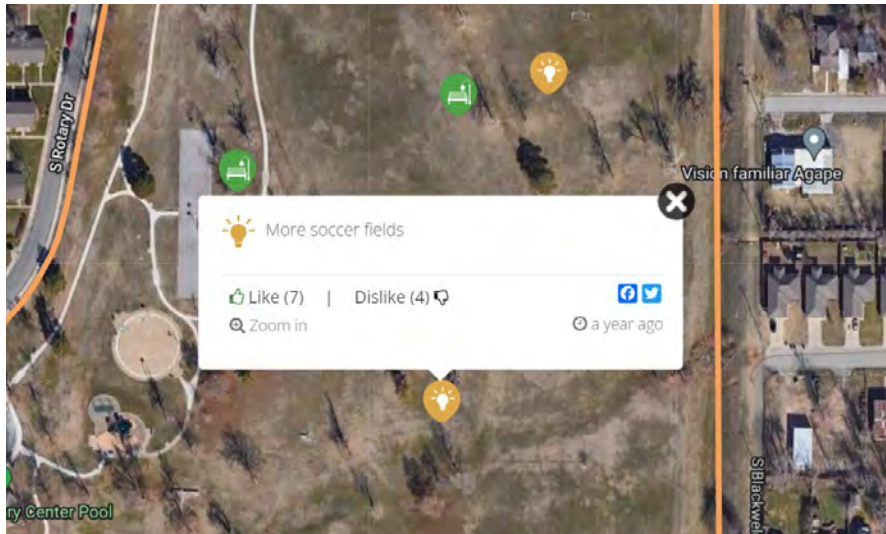 S Rotary Dr
Vision familiar Agape
More soccer fields
Like (7) | Dislike (4)
Zoom in
a year ago
S Blackwel
ry Center Pool